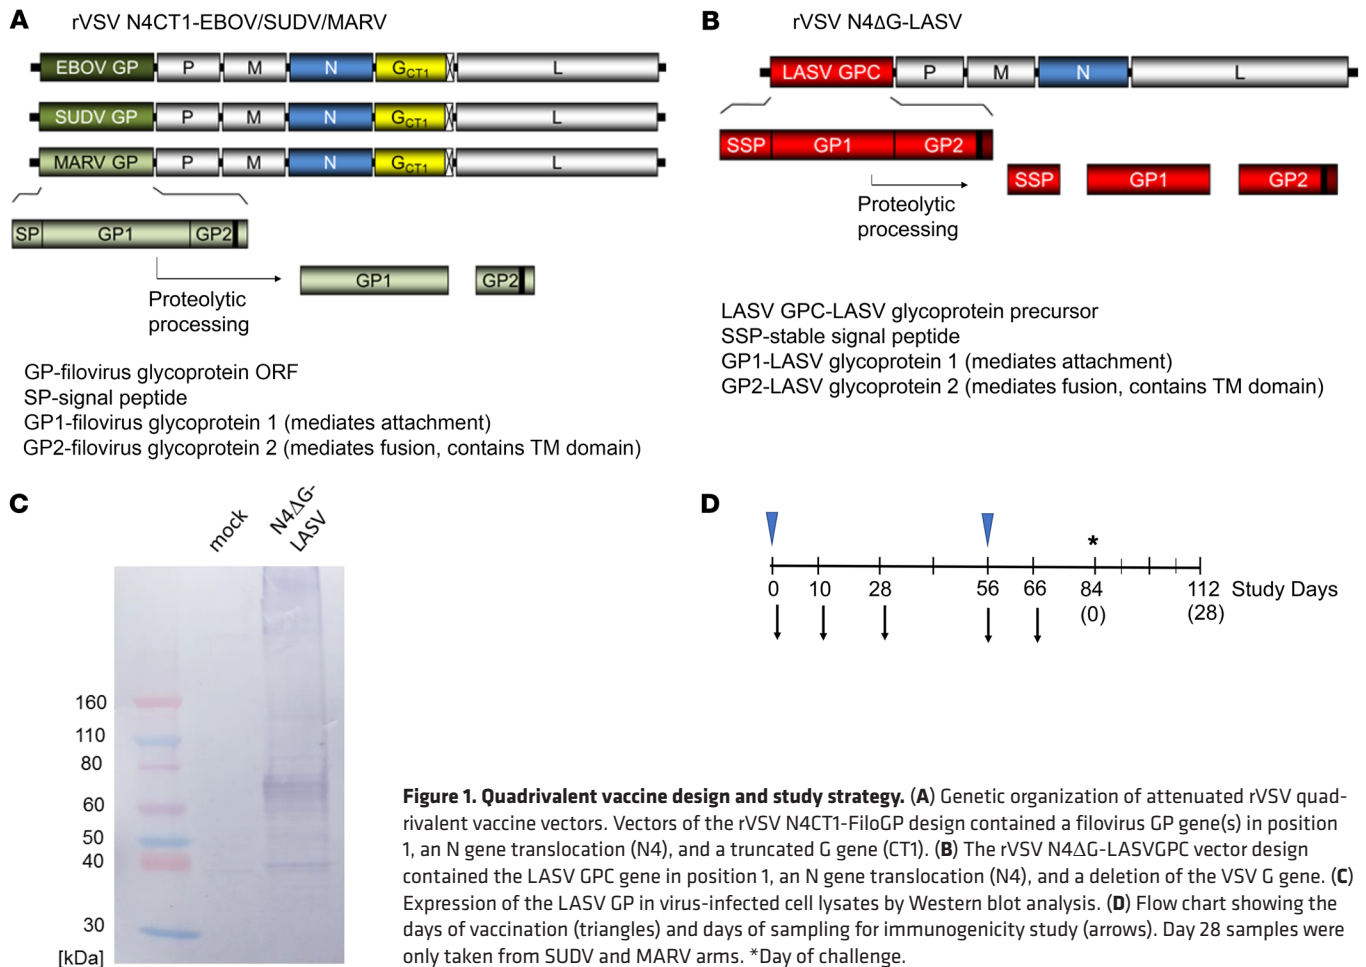 A
rVSV N4CT1-EBOV/SUDV/MARV
EBOV GP P M N GCT1 L
SUDV GP P M N GCT1 L
MARV GP P M N GCT1 L
SP GP1 GP2
GP1 GP2
Proteolytic
processing
GP-filovirus glycoprotein ORF
SP-signal peptide
GP1-filovirus glycoprotein 1 (mediates attachment)
GP2-filovirus glycoprotein 2 (mediates fusion, contains TM domain)
B
rVSV N4ΔG-LASV
LASV GPC P M N L
SSP GP1 GP2
SSP GP1 GP2
Proteolytic
processing
LASV GPC-LASV glycoprotein precursor
SSP-stable signal peptide
GP1-LASV glycoprotein 1 (mediates attachment)
GP2-LASV glycoprotein 2 (mediates fusion, contains TM domain)
C
mock
N4ΔG-
LASV
160
110
80
60
50
40
30
[kDa]
D
*
0 10 28 56 66 84 112 Study Days
(0) (28)
Figure 1. Quadrivalent vaccine design and study strategy. (A) Genetic organization of attenuated rVSV quad-
rivalent vaccine vectors. Vectors of the rVSV N4CT1-FiloGP design contained a filovirus GP gene(s) in position
1, an N gene translocation (N4), and a truncated G gene (CT1). (B) The rVSV N4ΔG-LASVGPC vector design
contained the LASV GPC gene in position 1, an N gene translocation (N4), and a deletion of the VSV G gene. (C)
Expression of the LASV GP in virus-infected cell lysates by Western blot analysis. (D) Flow chart showing the
days of vaccination (triangles) and days of sampling for immunogenicity study (arrows). Day 28 samples were
only taken from SUDV and MARV arms. *Day of challenge.